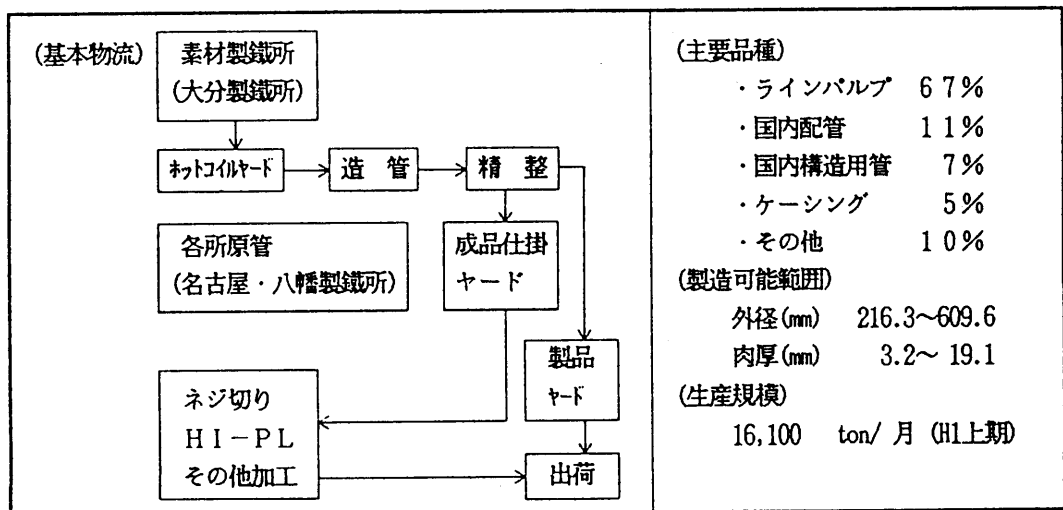 (基本物流)
素材製鐵所
(大分製鐵所)
ホットコイルヤード
造 管
精 整
各所原管
(名古屋・八幡製鐵所)
成品仕掛
ヤード
製品
ヤード
ネジ切り
HI-PL
その他加工
出荷
(主要品種)
・ラインパルプ 67%
・国内配管 11%
・国内構造用管 7%
・ケーシング 5%
・その他 10%
(製造可能範囲)
外径(mm) 216.3~609.6
肉厚(mm) 3.2~ 19.1
(生産規模)
16,100 ton/月 (H1上期)